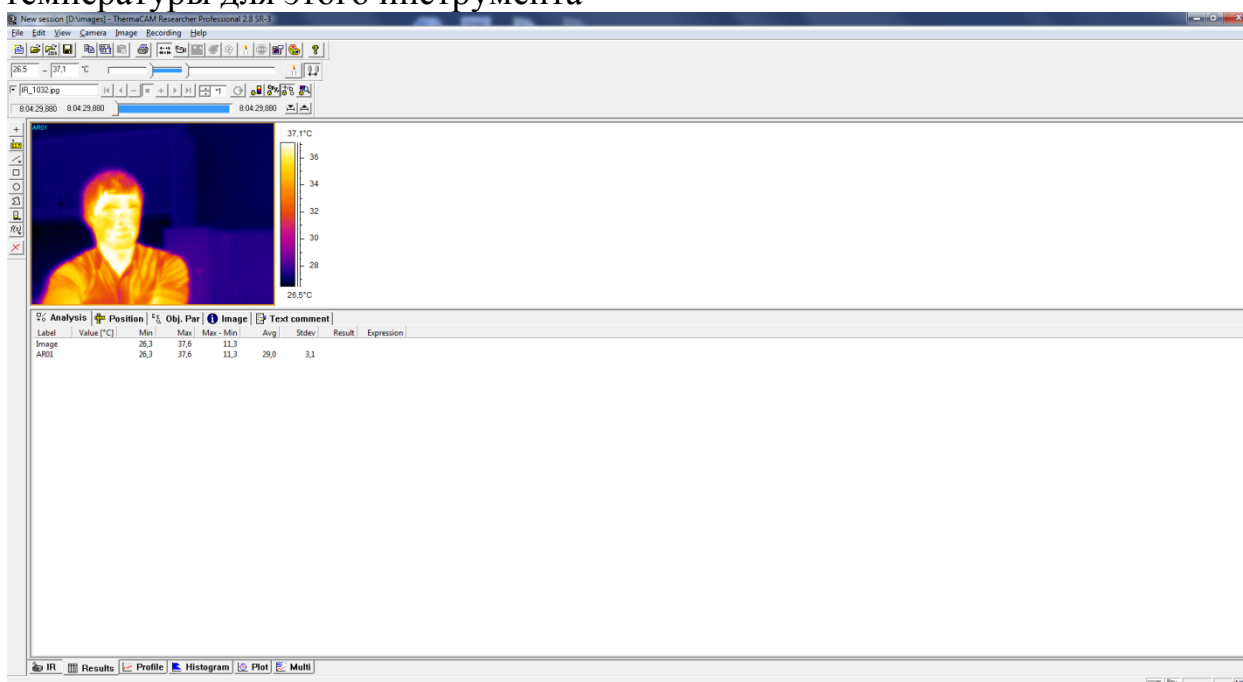 температуры для этого инструмента
New session [D:\images] - ThermaCAM Researcher Professional 2.8 SR-3
File Edit View Camera Image Recording Help
26,5 - 37,1 °C
IR_1032.jpg *1
8:04:29,880 8:04:29,880 8:04:29,880
AR01
37,1°C
36
34
32
30
28
26,5°C
Analysis Position Obj. Par Image Text comment
Label Value [°C] Min Max Max - Min Avg Stdev Result Expression
Image 26,3 37,6 11,3
AR01 26,3 37,6 11,3 29,0 3,1
IR Results Profile Histogram Plot Multi